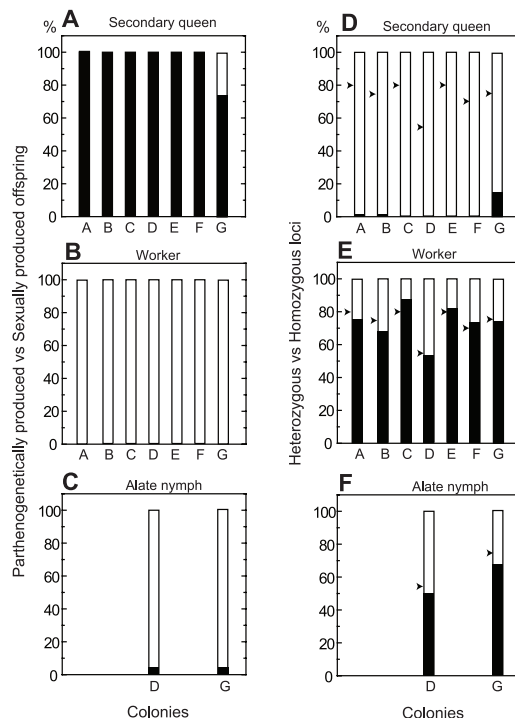 A
Secondary queen
%
100
80
60
40
20
0
A B C D E F G
B
Worker
100
80
60
40
20
0
A B C D E F G
C
Alate nymph
100
80
60
40
20
0
D G
Colonies
Parthenogenetically produced vs Sexually produced offspring
D
Secondary queen
%
100
80
60
40
20
0
A B C D E F G
E
Worker
100
80
60
40
20
0
A B C D E F G
F
Alate nymph
100
80
60
40
20
0
D G
Colonies
Heterozygous vs Homozygous loci